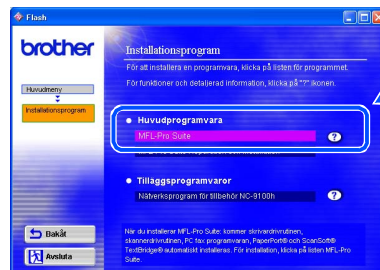 Flash
brother
Installationsprogram
För att installera en programvara, klicka på listen för programmet.
För funktioner och detaljerad information, klicka på "?" ikonen.
Huvudmeny
Installationsprogram
Huvudprogramvara
MFL-Pro Suite
?
Tilläggsprogramvaror
Nätverksprogram för tillbehör NC-9100h
?
När du installerar MFL-Pro Suite: kommer skrivardrivrutinen,
skannerdrivrutinen, PC fax programvaran, PaperPort® och ScanSoft®
TextBridge® automatiskt installeras. För installation, klicka på listen MFL-Pro
Suite.
Bakåt
Avsluta